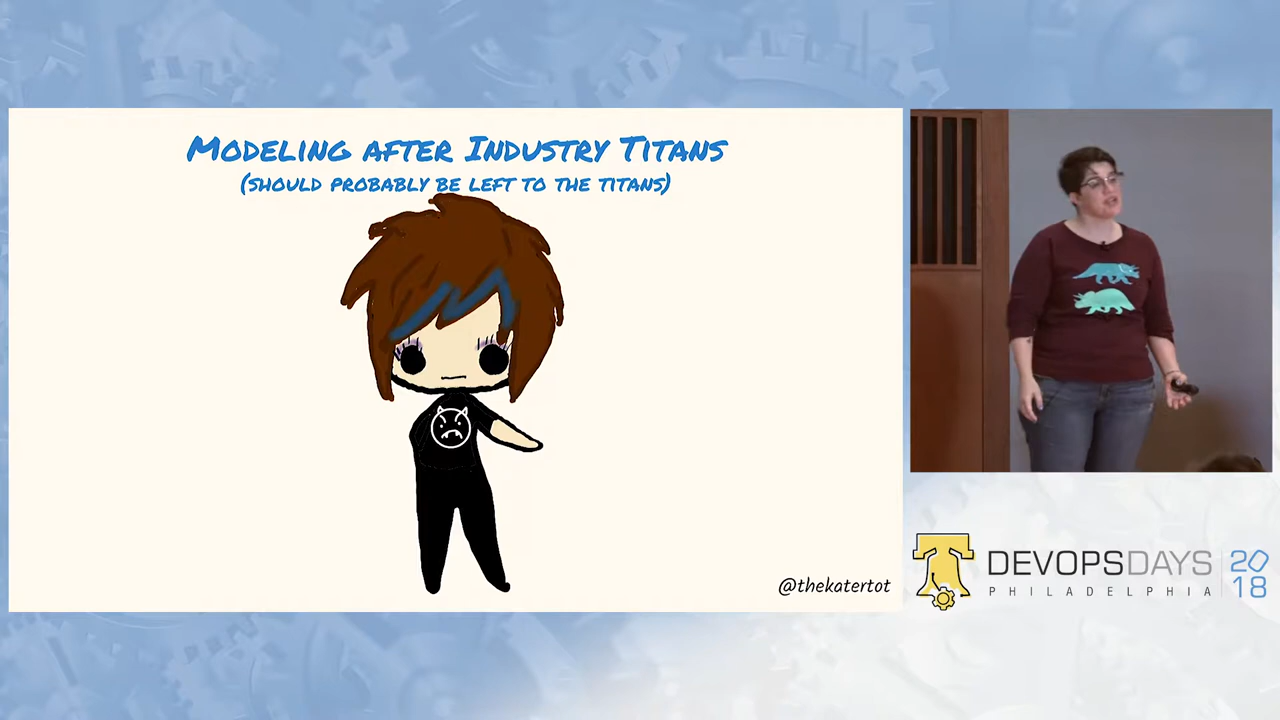 MODELING AFTER INDUSTRY TITANS
(SHOULD PROBABLY BE LEFT TO THE TITANS)
@thekatertot
DEVOPSDAYS
PHILADELPHIA
20
18